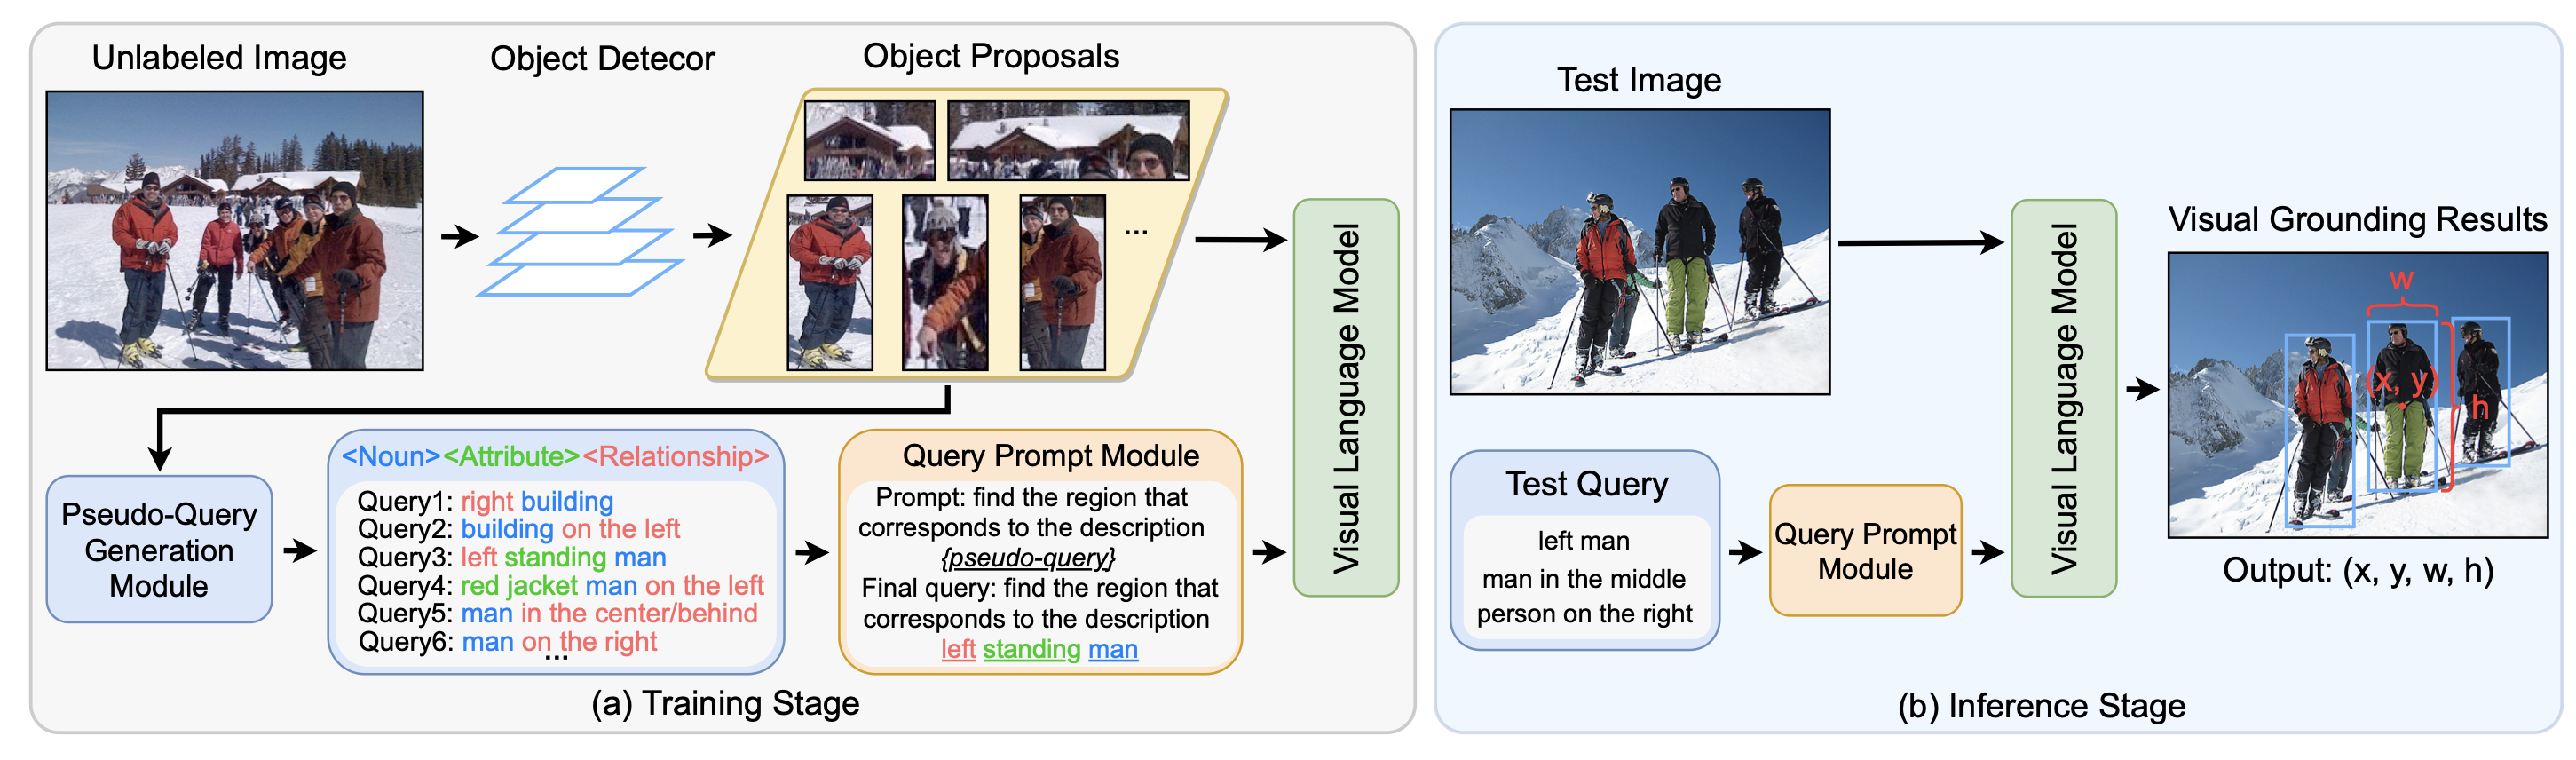 Unlabeled Image
Object Detecor
Object Proposals
...
Visual Language Model
Pseudo-Query
Generation
Module
<Noun><Attribute><Relationship>
Query1: right building
Query2: building on the left
Query3: left standing man
Query4: red jacket man on the left
Query5: man in the center/behind
Query6: man on the right
...
Query Prompt Module
Prompt: find the region that
corresponds to the description
{pseudo-query}
Final query: find the region that
corresponds to the description
left standing man
(a) Training Stage
Test Image
Test Query
left man
man in the middle
person on the right
Query Prompt
Module
Visual Language Model
Visual Grounding Results
w
(x, y)
h
Output: (x, y, w, h)
(b) Inference Stage